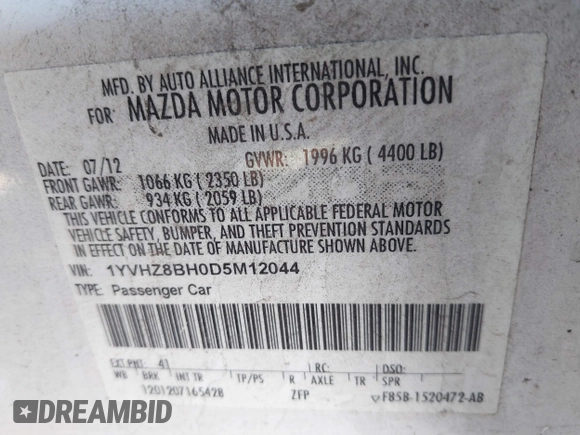 MFD. BY AUTO ALLIANCE INTERNATIONAL, INC.
FOR MAZDA MOTOR CORPORATION
MADE IN U.S.A.
DATE: 07/12 GVWR: 1996 KG ( 4400 LB)
FRONT GAWR: 1066 KG ( 2350 LB)
REAR GAWR: 934 KG ( 2059 LB)
THIS VEHICLE CONFORMS TO ALL APPLICABLE FEDERAL MOTOR
VEHICLE SAFETY, BUMPER, AND THEFT PREVENTION STANDARDS
IN EFFECT ON THE DATE OF MANUFACTURE SHOWN ABOVE.
VIN: 1YVHZ8BH0D5M12044
TYPE: Passenger Car
EXT PNT: 41 RC: DSO:
WB BRK INT TR TP/PS R AXLE TR SPR
3201207165428 ZFP F85B-1520472-AB
DREAMBID